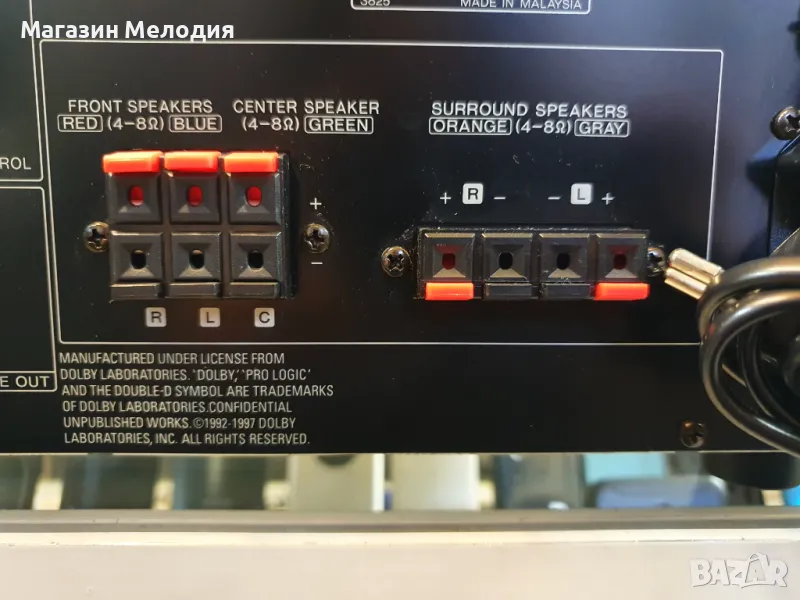 Магазин Мелодия
3825 MADE IN MALAYSIA
FRONT SPEAKERS
RED (4-8Ω) BLUE
CENTER SPEAKER
(4-8Ω) GREEN
SURROUND SPEAKERS
ORANGE (4-8Ω) GRAY
ROL
+ R - - L +
+
-
R L C
E OUT
MANUFACTURED UNDER LICENSE FROM
DOLBY LABORATORIES. "DOLBY," "PRO LOGIC"
AND THE DOUBLE-D SYMBOL ARE TRADEMARKS
OF DOLBY LABORATORIES.CONFIDENTIAL
UNPUBLISHED WORKS.©1992-1997 DOLBY
LABORATORIES, INC. ALL RIGHTS RESERVED.
BAZAR